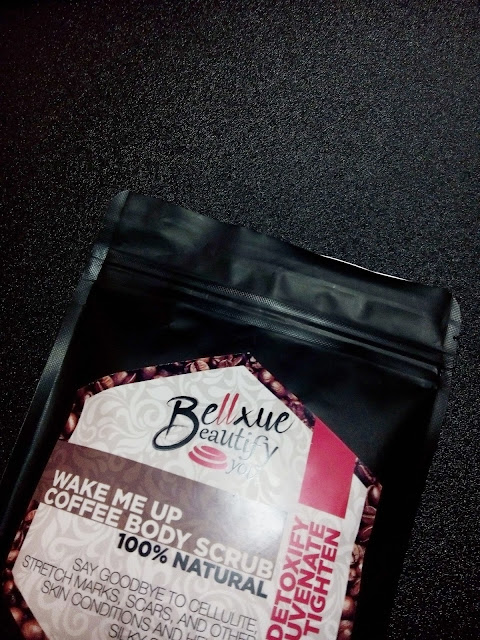 Bellxue
Beautify
you
WAKE ME UP
COFFEE BODY SCRUB
100% NATURAL
SAY GOODBYE TO CELLULITE,
STRETCH MARKS, SCARS, AND OTHER
SKIN CONDITIONS AND
DETOXIFY
TIGHTEN